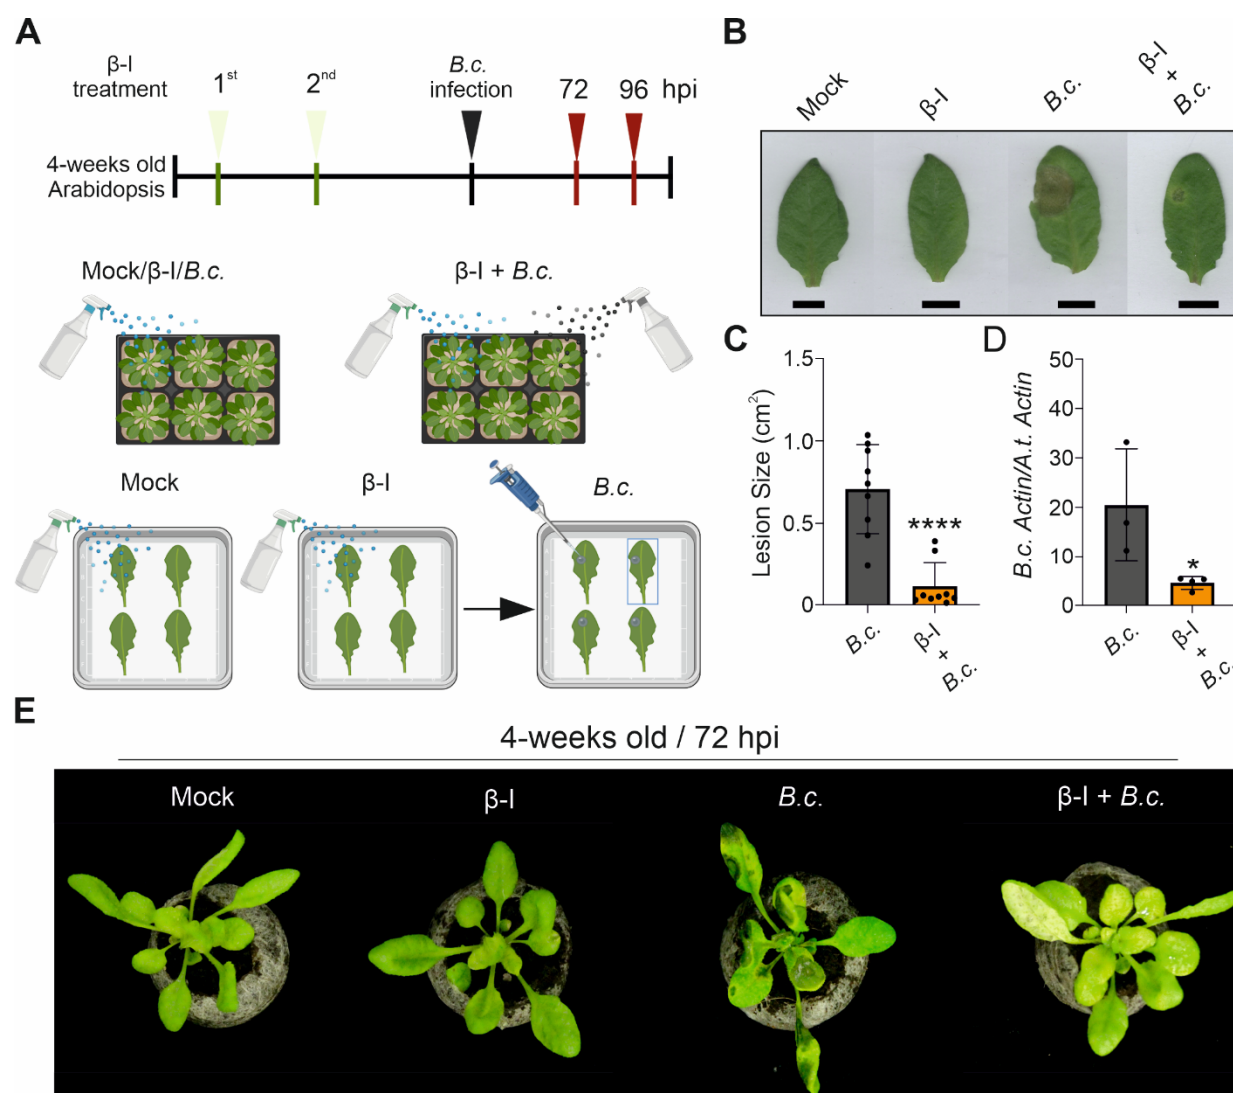 A
β-I
treatment
1st
2nd
B.c.
infection
72
96
hpi
4-weeks old
Arabidopsis
Mock/β-I/B.c.
β-I + B.c.
Mock
β-I
B.c.
B
Mock
β-I
B.c.
β-I
+
B.c.
C
Lesion Size (cm²)
1.5
1.0
0.5
0
****
B.c.
β-I
+
B.c.
D
B.c. Actin/A.t. Actin
50
40
30
20
10
0
*
B.c.
β-I
+
B.c.
E
4-weeks old / 72 hpi
Mock
β-I
B.c.
β-I + B.c.